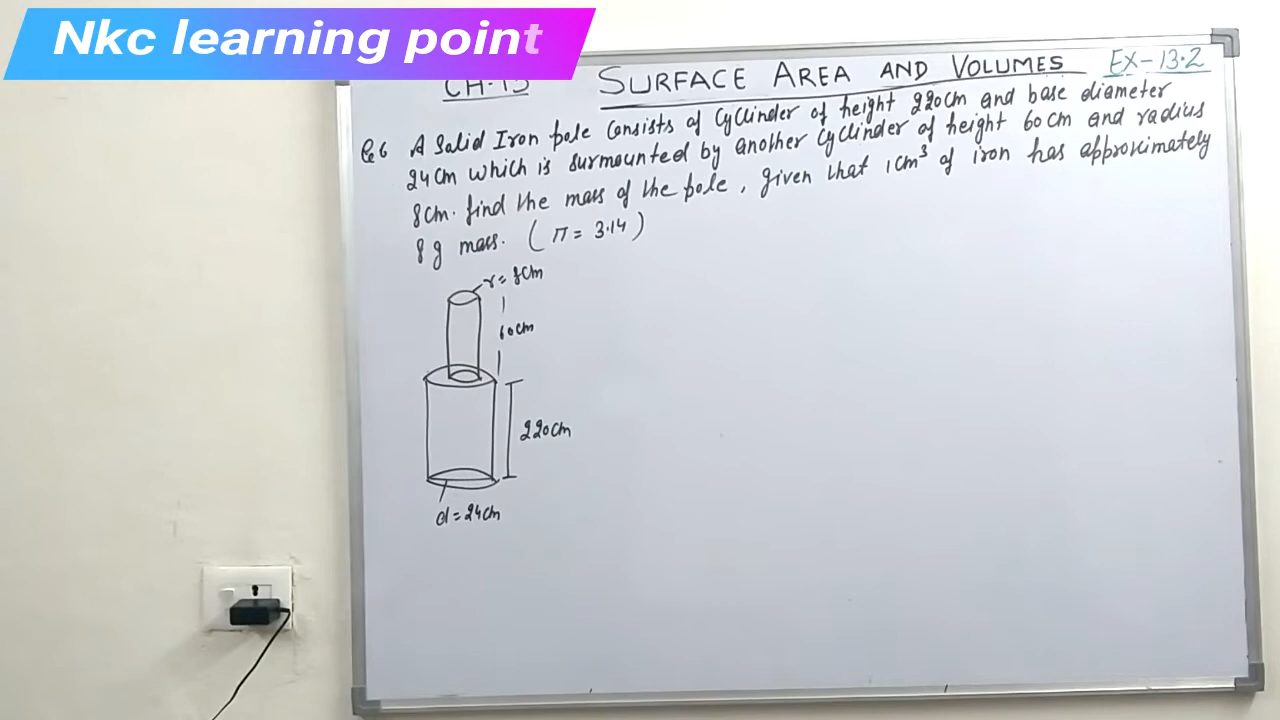 Nkc learning point
CH.13 SURFACE AREA AND VOLUMES EX-13.2
Q6 A Solid Iron pole Consists of Cyclinder of height 220cm and base diameter
24cm which is surmounted by another Cyclinder of height 60cm and radius
8cm. find the mass of the pole, given that 1cm³ of iron has approximately
8g mass. (π = 3.14)
r = 8cm
60cm
220cm
d = 24cm